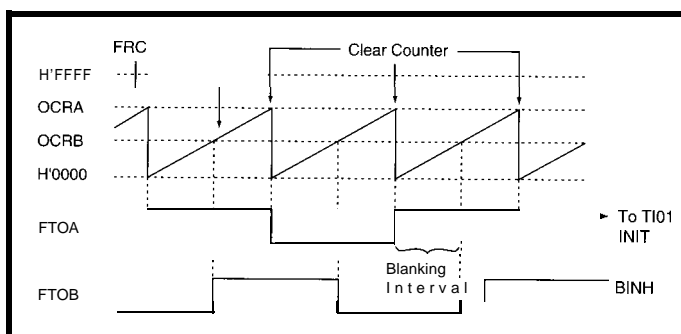 FRC
Clear Counter
H'FFFF
OCRA
OCRB
H'0000
FTOA
To TI01
INIT
Blanking
Interval
FTOB
BINH